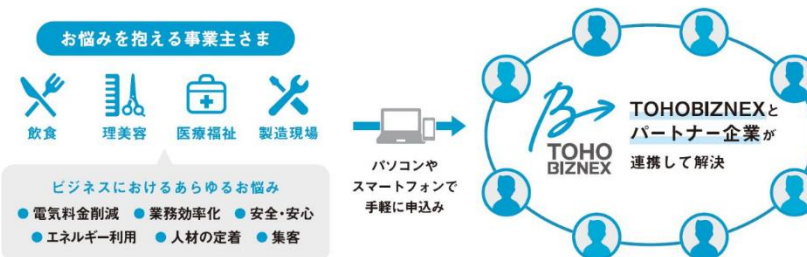 お悩みを抱える事業主さま
飲食
理美容
医療福祉
製造現場
ビジネスにおけるあらゆるお悩み
● 電気料金削減 ● 業務効率化 ● 安全・安心
● エネルギー利用 ● 人材の定着 ● 集客
パソコンや
スマートフォンで
手軽に申込み
TOHO
BIZNEX
TOHOBIZNEXと
パートナー企業が
連携して解決